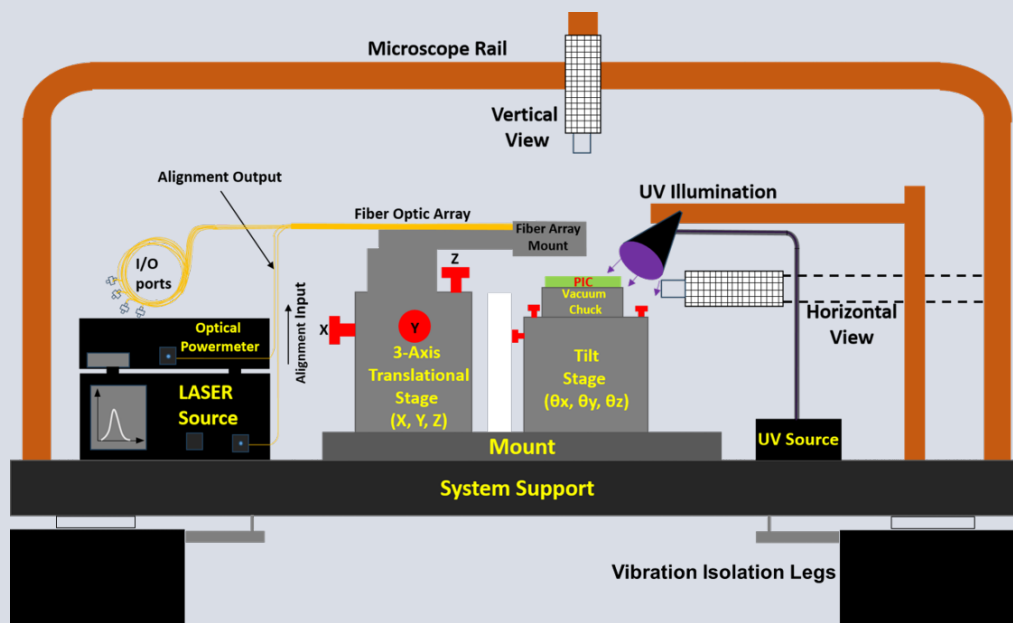 Microscope Rail
Vertical
View
Alignment Output
UV Illumination
Fiber Optic Array
Fiber Array
Mount
I/O
ports
Z
PIC
Vacuum
Chuck
Horizontal
View
Alignment Input
X
Y
Optical
Powermeter
3-Axis
Translational
Stage
(X, Y, Z)
Tilt
Stage
(θx, θy, θz)
LASER
Source
UV Source
Mount
System Support
Vibration Isolation Legs